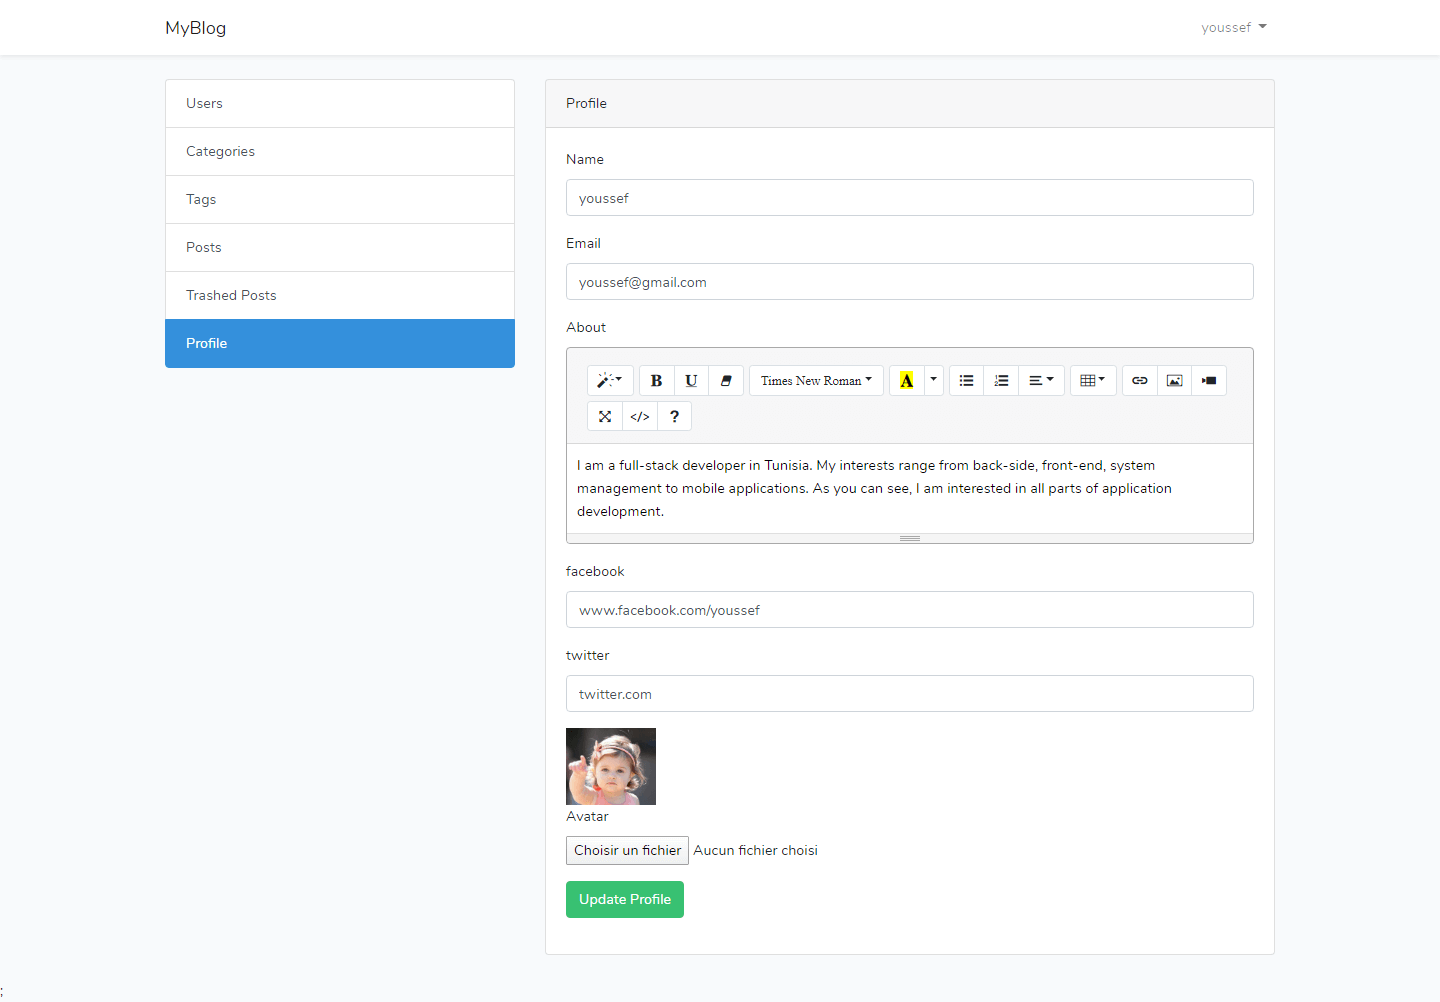 MyBlog
youssef
Users
Categories
Tags
Posts
Trashed Posts
Profile
Profile
Name
youssef
Email
youssef@gmail.com
About
B U Times New Roman A
</> ?
I am a full-stack developer in Tunisia. My interests range from back-side, front-end, system
management to mobile applications. As you can see, I am interested in all parts of application
development.
facebook
www.facebook.com/youssef
twitter
twitter.com
Avatar
Choisir un fichier Aucun fichier choisi
Update Profile
;